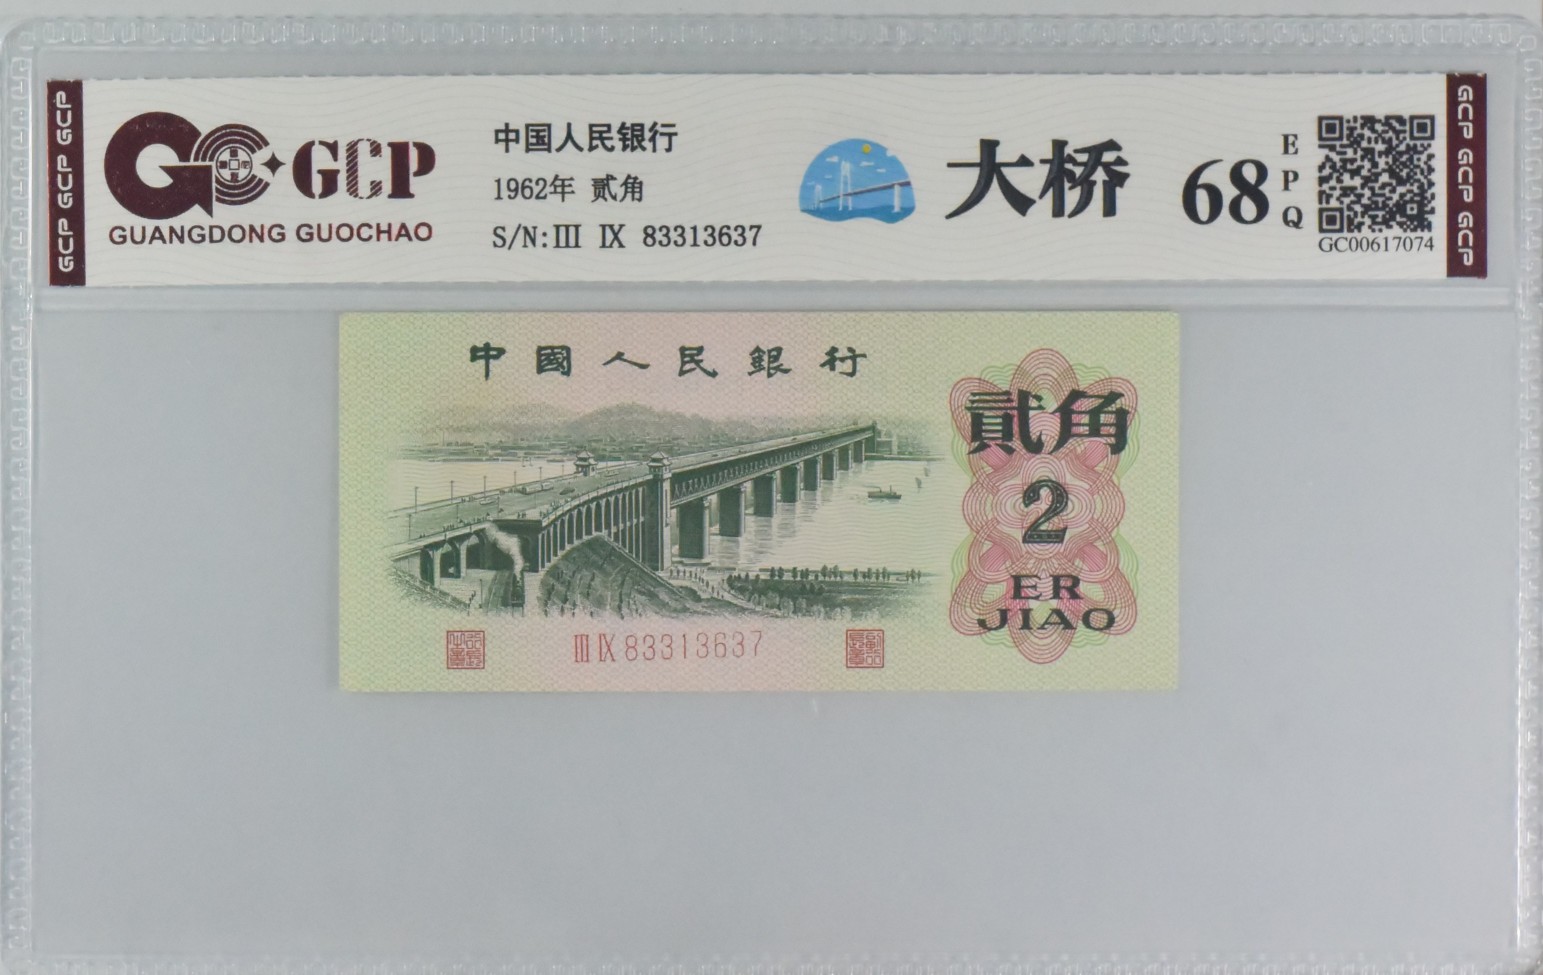 GCP GCP GCP
GCP
GUANGDONG GUOCHAO
中国人民银行
1962年 贰角
S/N:III IX 83313637
大桥
68
EPQ
GC00617074
GCP GCP GCP
中國人民銀行
貳角
2
ER
JIAO
III IX 83313637